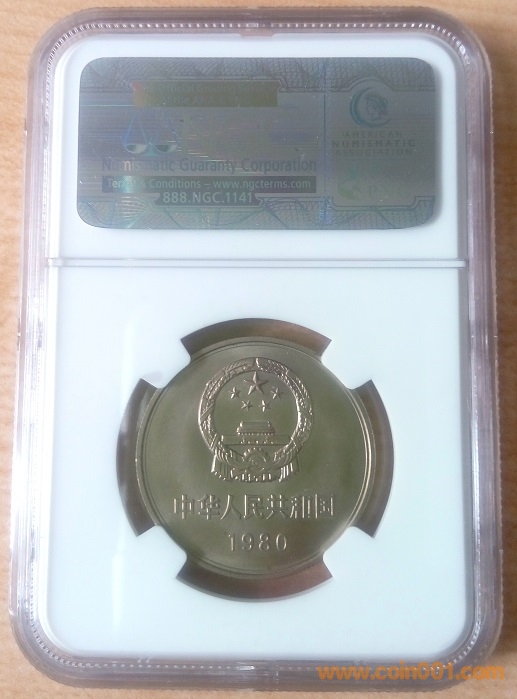 AMERICAN
NUMISMATIC
ASSOCIATION
Numismatic Guaranty Corporation
Terms & Conditions – www.ngcterms.com
888.NGC.1141
中华人民共和国
1980
www.coin001.com